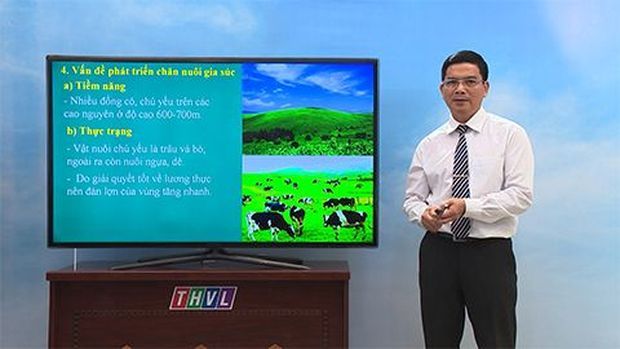 4. Vấn đề phát triển chăn nuôi gia súc
a) Tiềm năng
- Nhiều đồng cỏ, chủ yếu trên các
cao nguyên ở độ cao 600-700m.
b) Thực trạng
- Vật nuôi chủ yếu là trâu và bò;
ngoài ra còn nuôi ngựa, dê.
- Do giải quyết tốt về lương thực
nên đàn lợn của vùng tăng nhanh.
THVL